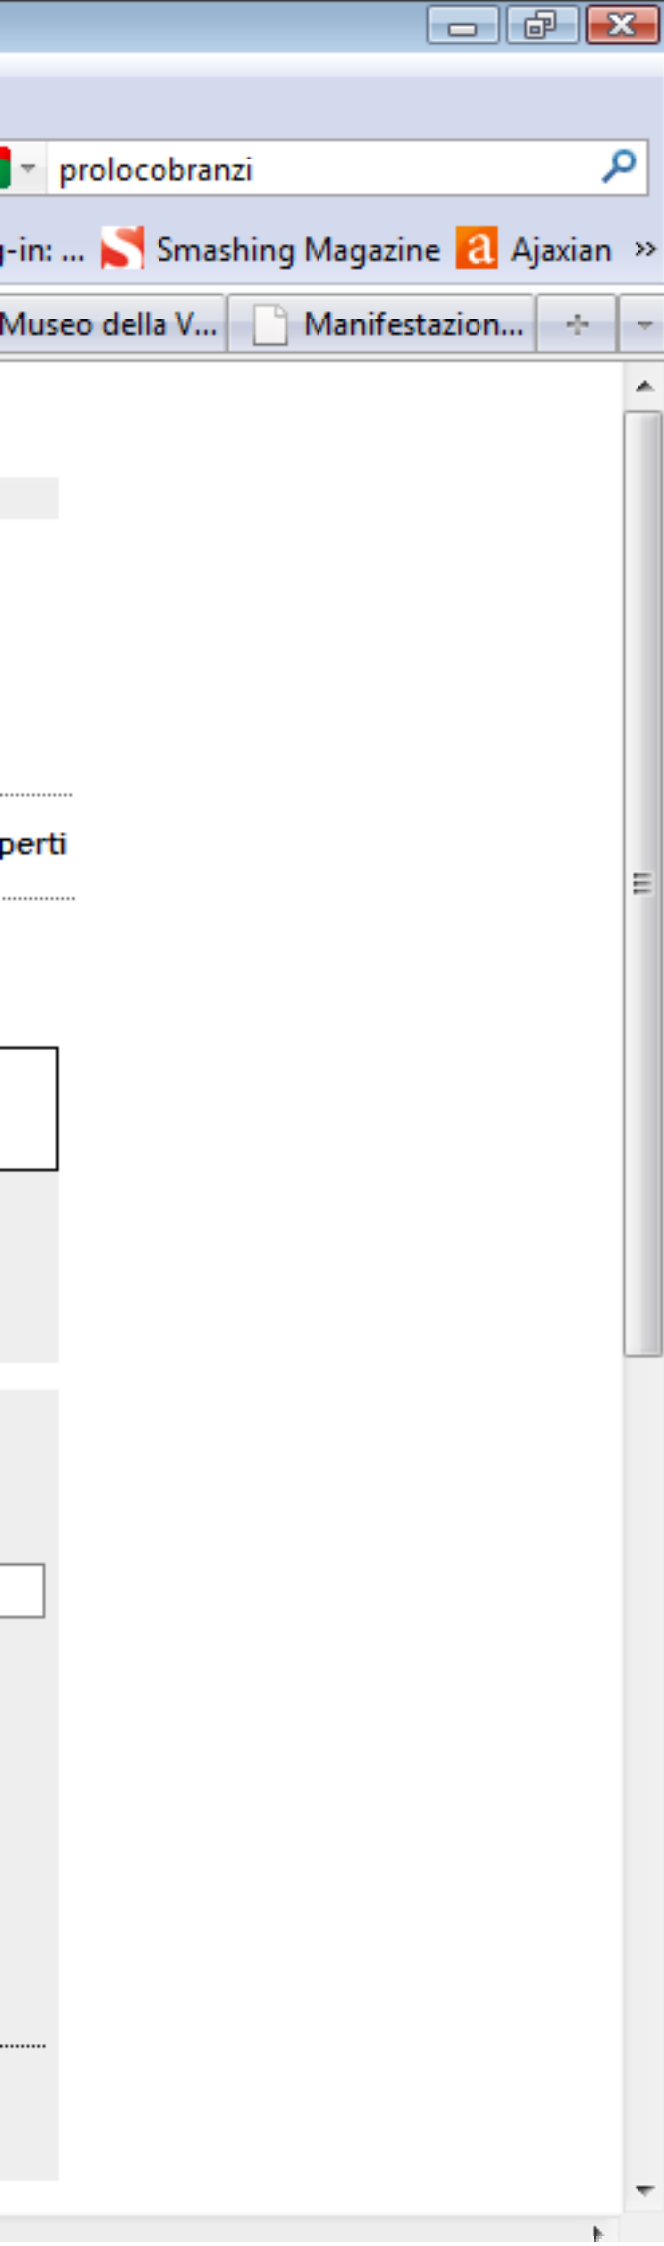 prolocobranzi
g-in: ... Smashing Magazine a Ajaxian »
Museo della V... Manifestazion...
perti